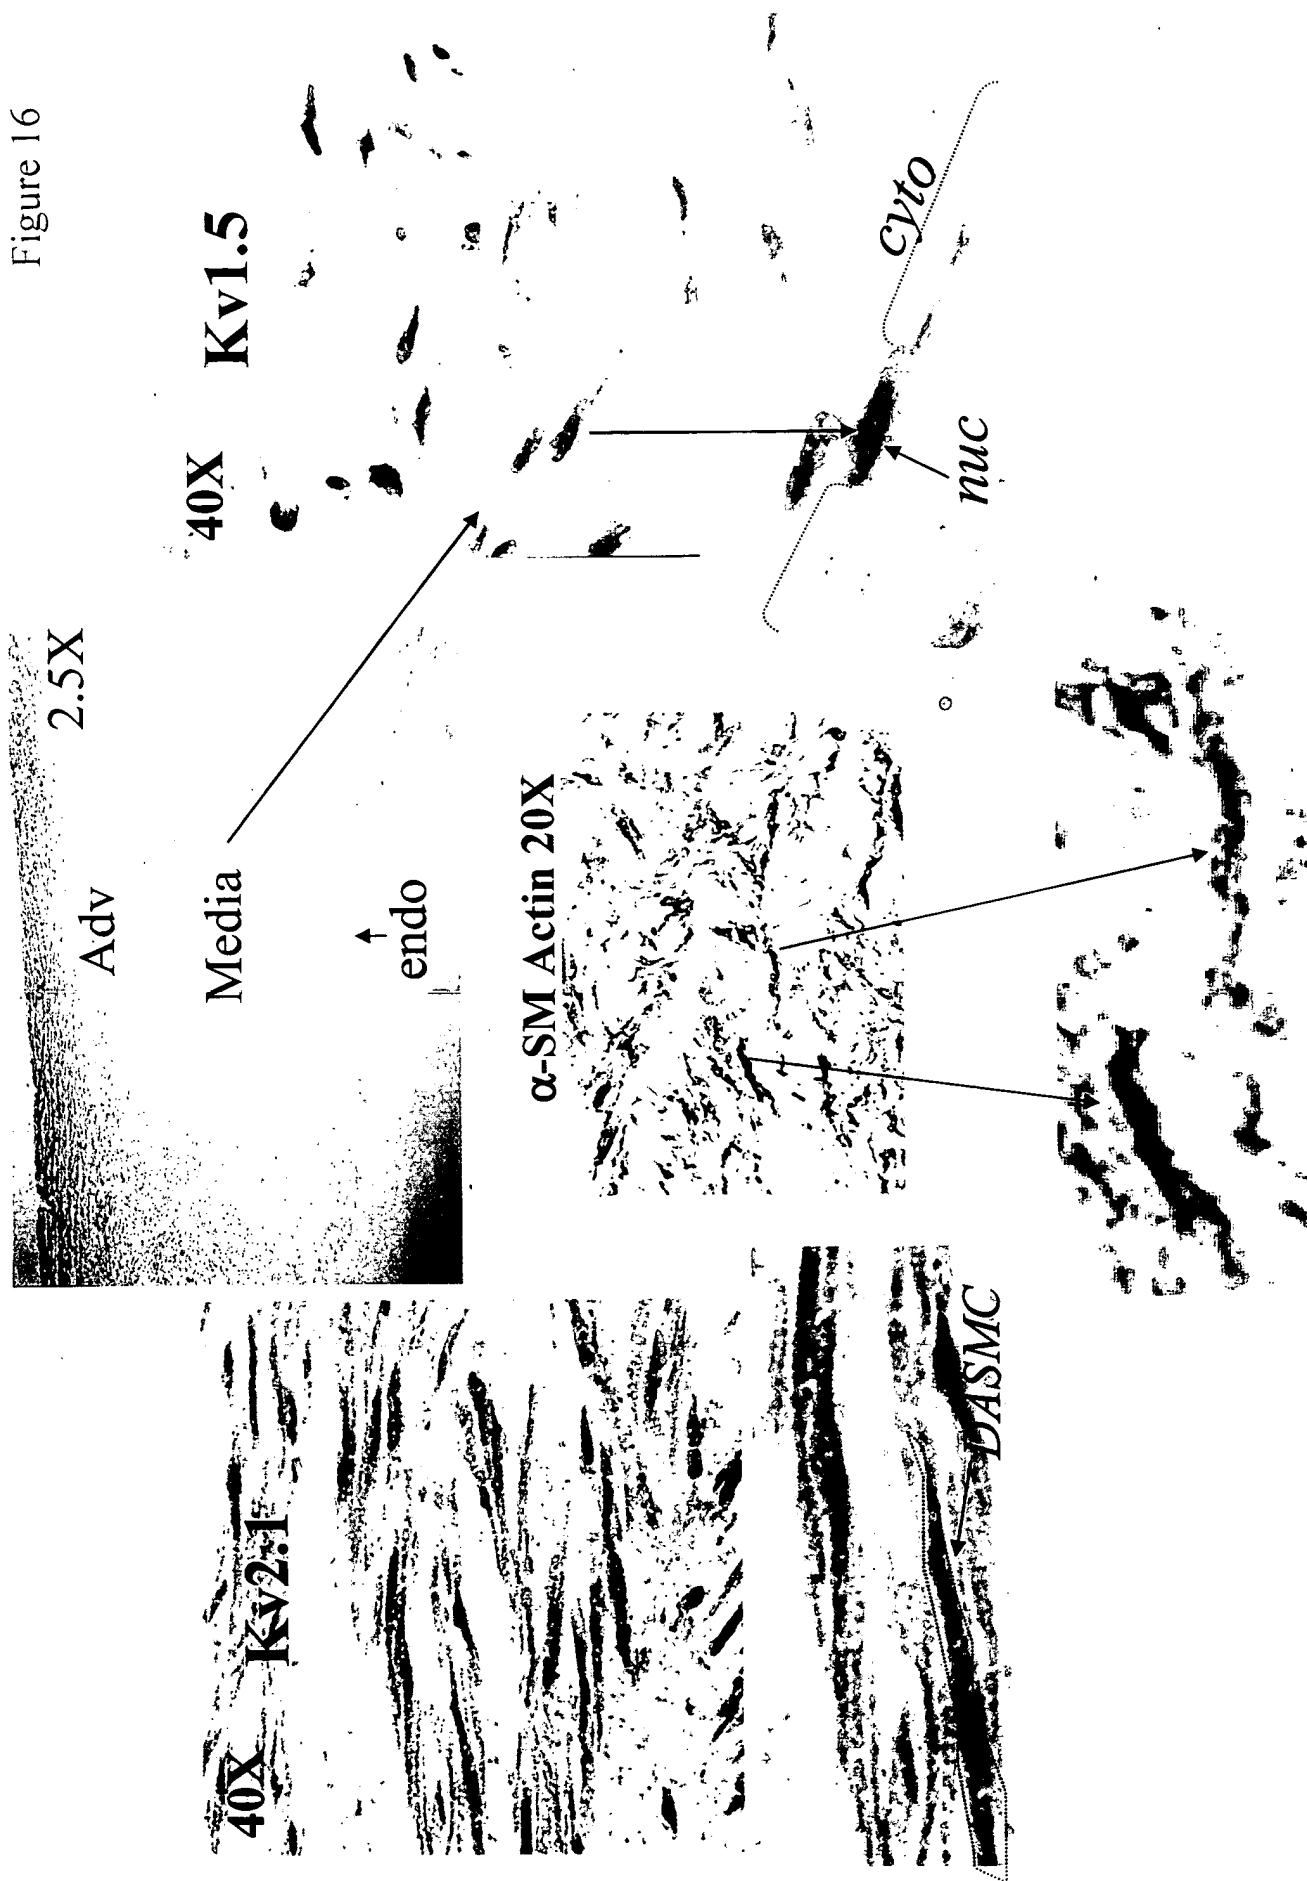 Figure 16
40X
Kv2.1
DASMC
2.5X
Adv
Media
endo
α-SM Actin 20X
40X
Kv1.5
nuc
cyto